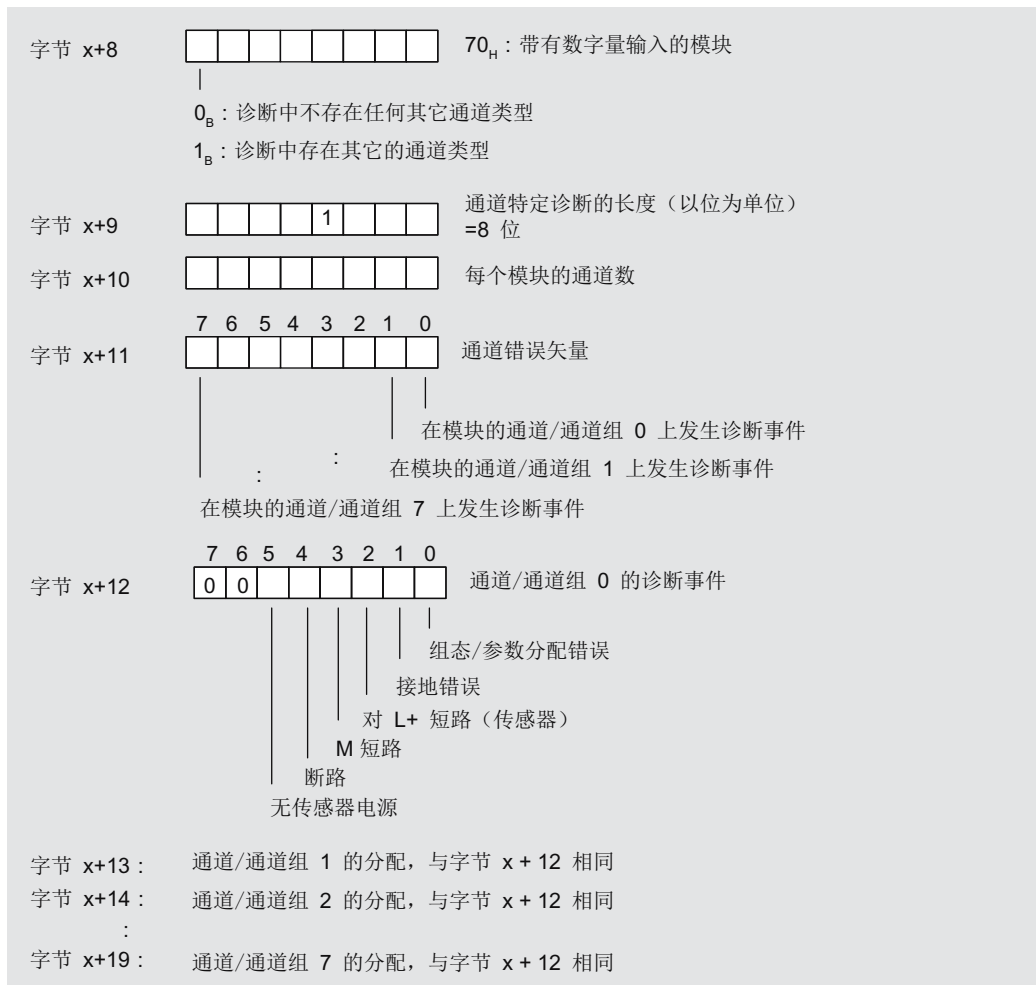 字节 x+8
70H：带有数字量输入的模块
0B：诊断中不存在任何其它通道类型
1B：诊断中存在其它的通道类型
字节 x+9
1
通道特定诊断的长度（以位为单位）
=8 位
字节 x+10
每个模块的通道数
7 6 5 4 3 2 1 0
字节 x+11
通道错误矢量
在模块的通道/通道组 0 上发生诊断事件
:
在模块的通道/通道组 1 上发生诊断事件
:
在模块的通道/通道组 7 上发生诊断事件
7 6 5 4 3 2 1 0
字节 x+12
0 0
通道/通道组 0 的诊断事件
组态/参数分配错误
接地错误
对 L+ 短路（传感器）
M 短路
断路
无传感器电源
字节 x+13： 通道/通道组 1 的分配，与字节 x + 12 相同
字节 x+14： 通道/通道组 2 的分配，与字节 x + 12 相同
:
字节 x+19： 通道/通道组 7 的分配，与字节 x + 12 相同